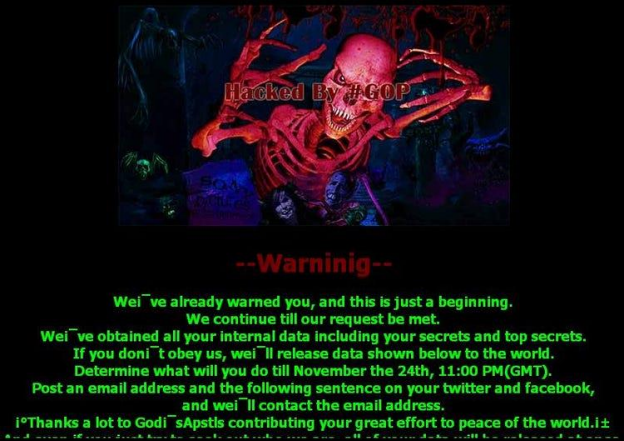 Hacked By #GOP
--Warninig--
Wei¯ve already warned you, and this is just a beginning.
We continue till our request be met.
Wei¯ve obtained all your internal data including your secrets and top secrets.
If you doni¯t obey us, wei¯ll release data shown below to the world.
Determine what will you do till November the 24th, 11:00 PM(GMT).
Post an email address and the following sentence on your twitter and facebook,
and wei¯ll contact the email address.
i°Thanks a lot to Godi¯sApstls contributing your great effort to peace of the world.i±